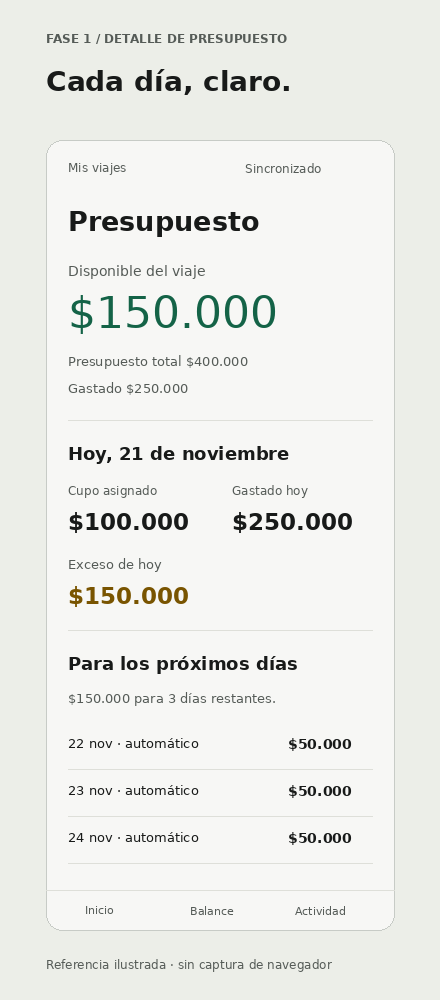 FASE 1 / DETALLE DE PRESUPUESTO
Cada día, claro.
Mis viajes Sincronizado
Presupuesto
Disponible del viaje
$150.000
Presupuesto total $400.000
Gastado $250.000
Hoy, 21 de noviembre
Cupo asignado Gastado hoy
$100.000 $250.000
Exceso de hoy
$150.000
Para los próximos días
$150.000 para 3 días restantes.
22 nov · automático $50.000
23 nov · automático $50.000
24 nov · automático $50.000
Inicio Balance Actividad
Referencia ilustrada · sin captura de navegador